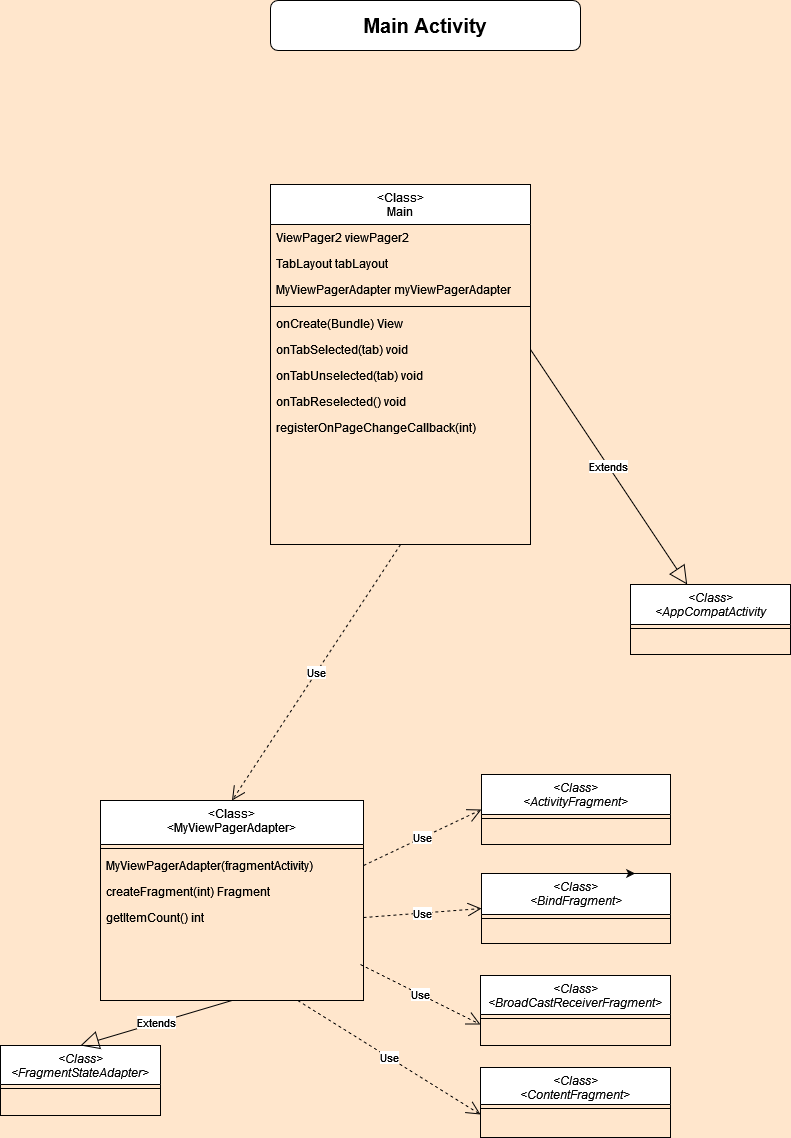 Main Activity
<Class>
Main
ViewPager2 viewPager2
TabLayout tabLayout
MyViewPagerAdapter myViewPagerAdapter
onCreate(Bundle) View
onTabSelected(tab) void
onTabUnselected(tab) void
onTabReselected() void
registerOnPageChangeCallback(int)
Extends
<Class>
<AppCompatActivity
Use
<Class>
<MyViewPagerAdapter>
MyViewPagerAdapter(fragmentActivity)
createFragment(int) Fragment
getItemCount() int
Use
<Class>
<ActivityFragment>
Use
<Class>
<BindFragment>
Use
<Class>
<BroadCastReceiverFragment>
Use
<Class>
<ContentFragment>
Extends
<Class>
<FragmentStateAdapter>